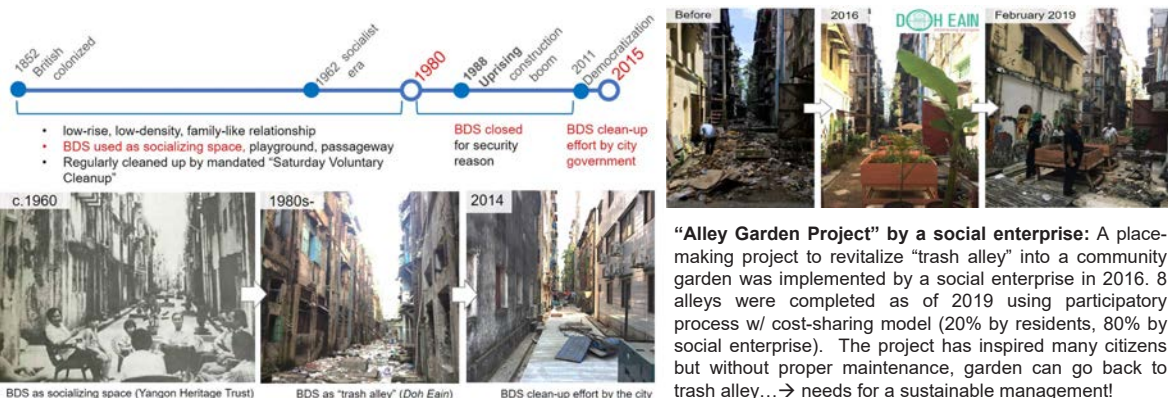 1852
British
colonized
1962 socialist
era
1980
1988
Uprising
construction
boom
2011
Democratization
2015
• low-rise, low-density, family-like relationship
• BDS used as socializing space, playground, passageway
• Regularly cleaned up by mandated “Saturday Voluntary
Cleanup”
BDS closed
for security
reason
BDS clean-up
effort by city
government
c.1960
1980s-
2014
BDS as socializing space (Yangon Heritage Trust)
BDS as “trash alley” (Doh Eain)
BDS clean-up effort by the city
Before
2016
DOH EAIN
February 2019
“Alley Garden Project” by a social enterprise: A place-
making project to revitalize “trash alley” into a community
garden was implemented by a social enterprise in 2016. 8
alleys were completed as of 2019 using participatory
process w/ cost-sharing model (20% by residents, 80% by
social enterprise). The project has inspired many citizens
but without proper maintenance, garden can go back to
trash alley…→ needs for a sustainable management!